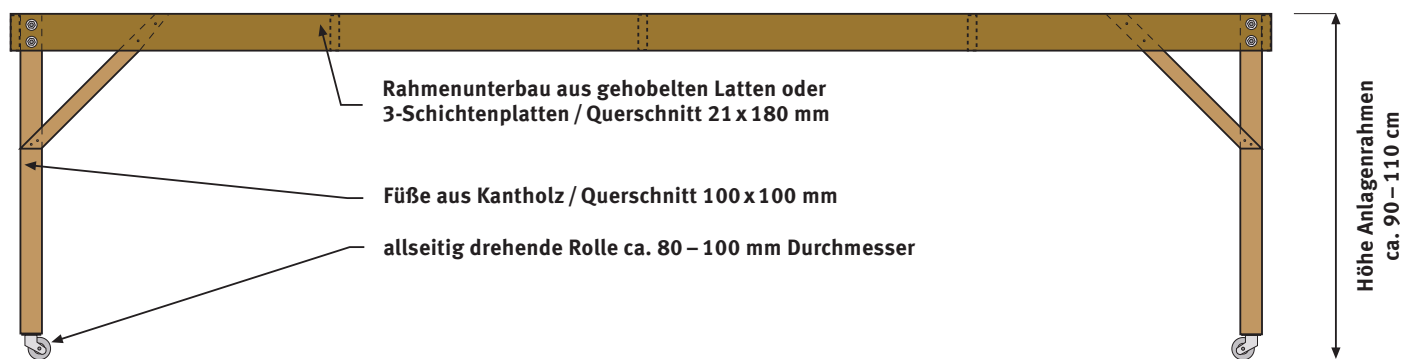 Rahmenunterbau aus gehobelten Latten oder
3-Schichtenplatten / Querschnitt 21 x 180 mm
Füße aus Kantholz / Querschnitt 100 x 100 mm
allseitig drehende Rolle ca. 80 – 100 mm Durchmesser
Höhe Anlagenrahmen
ca. 90 – 110 cm